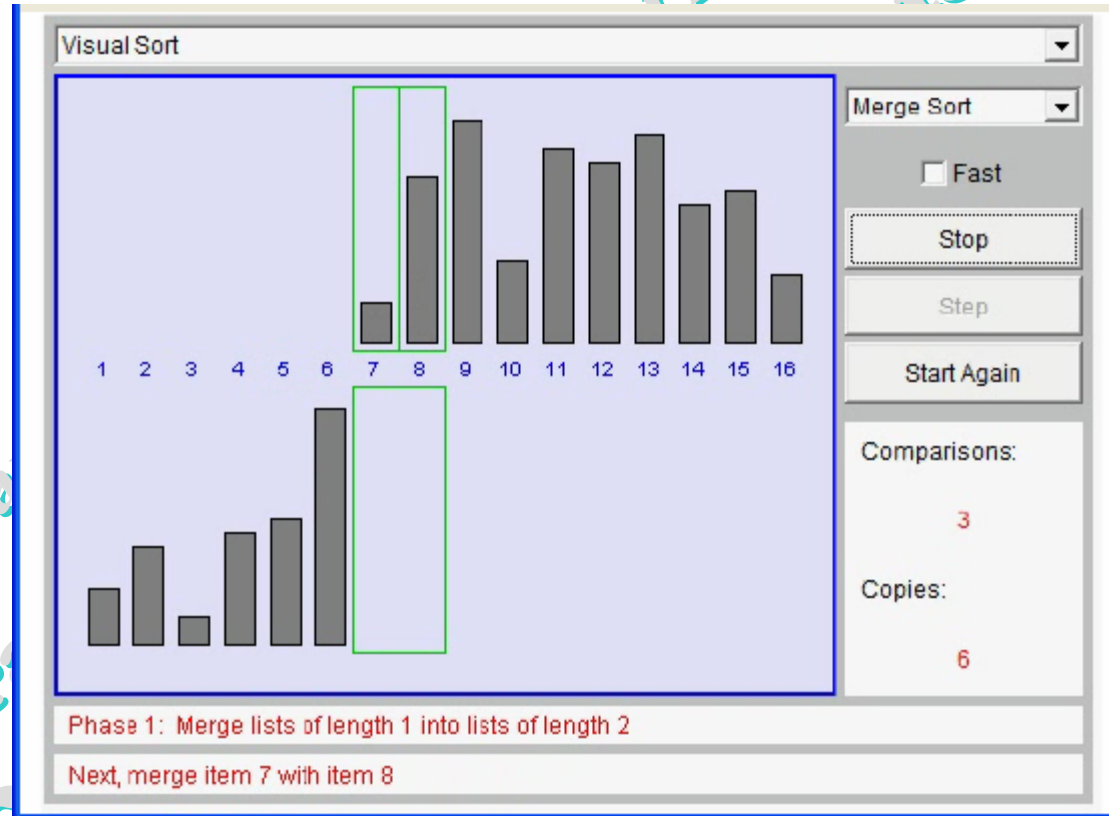 Visual Sort
Merge Sort
Fast
Stop
Step
Start Again
1 2 3 4 5 6 7 8 9 10 11 12 13 14 15 16
Comparisons:
3
Copies:
6
Phase 1: Merge lists of length 1 into lists of length 2
Next, merge item 7 with item 8